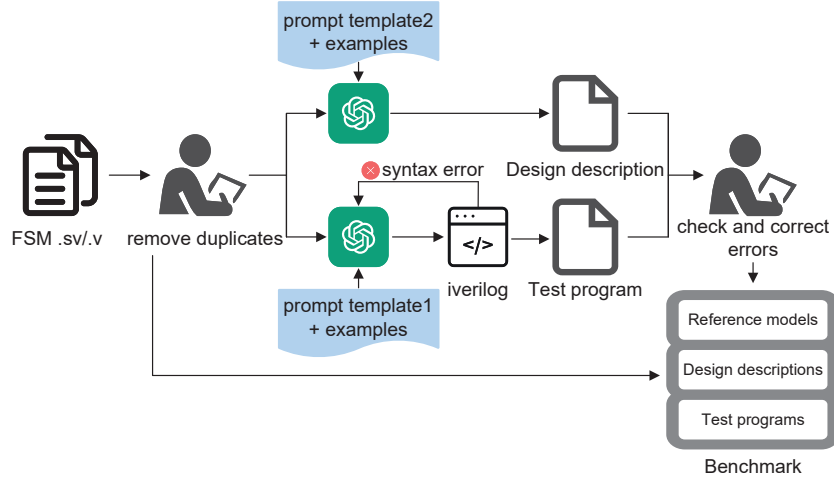 prompt template2
+ examples
Design description
syntax error
FSM .sv/.v
remove duplicates
</>
iverilog
Test program
check and correct
errors
prompt template1
+ examples
Reference models
Design descriptions
Test programs
Benchmark